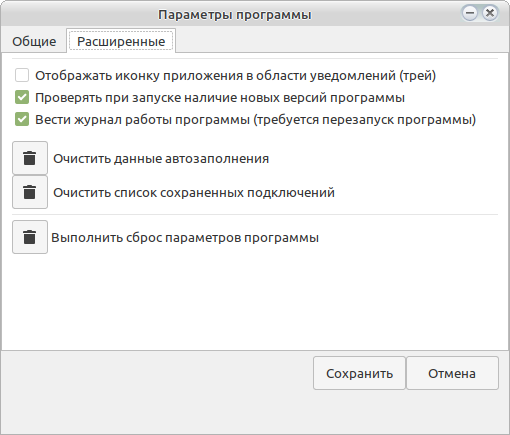 Параметры программы
Общие
Расширенные
Отображать иконку приложения в области уведомлений (трей)
Проверять при запуске наличие новых версий программы
Вести журнал работы программы (требуется перезапуск программы)
Очистить данные автозаполнения
Очистить список сохраненных подключений
Выполнить сброс параметров программы
Сохранить
Отмена